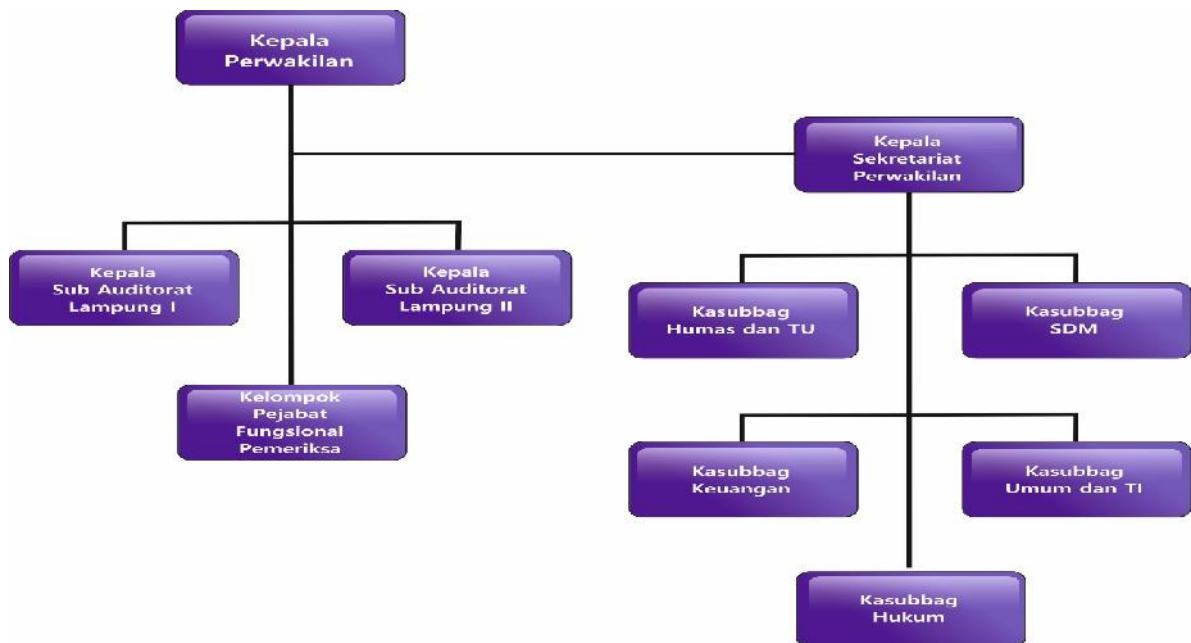 Kepala
Perwakilan
Kepala
Sekretariat
Perwakilan
Kepala
Sub Auditorat
Lampung I
Kepala
Sub Auditorat
Lampung II
Kasubbag
Humas dan TU
Kasubbag
SDM
Kelompok
Pejabat
Fungsional
Pemeriksa
Kasubbag
Keuangan
Kasubbag
Umum dan TI
Kasubbag
Hukum